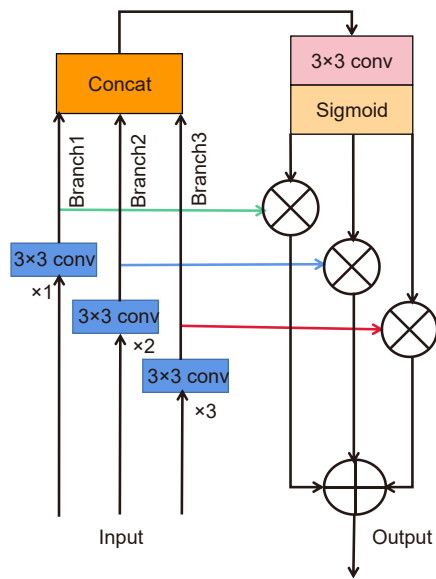 3×3 conv
Concat
Sigmoid
Branch1
Branch2
Branch3
3×3 conv
×1
3×3 conv
×2
3×3 conv
×3
Input
Output